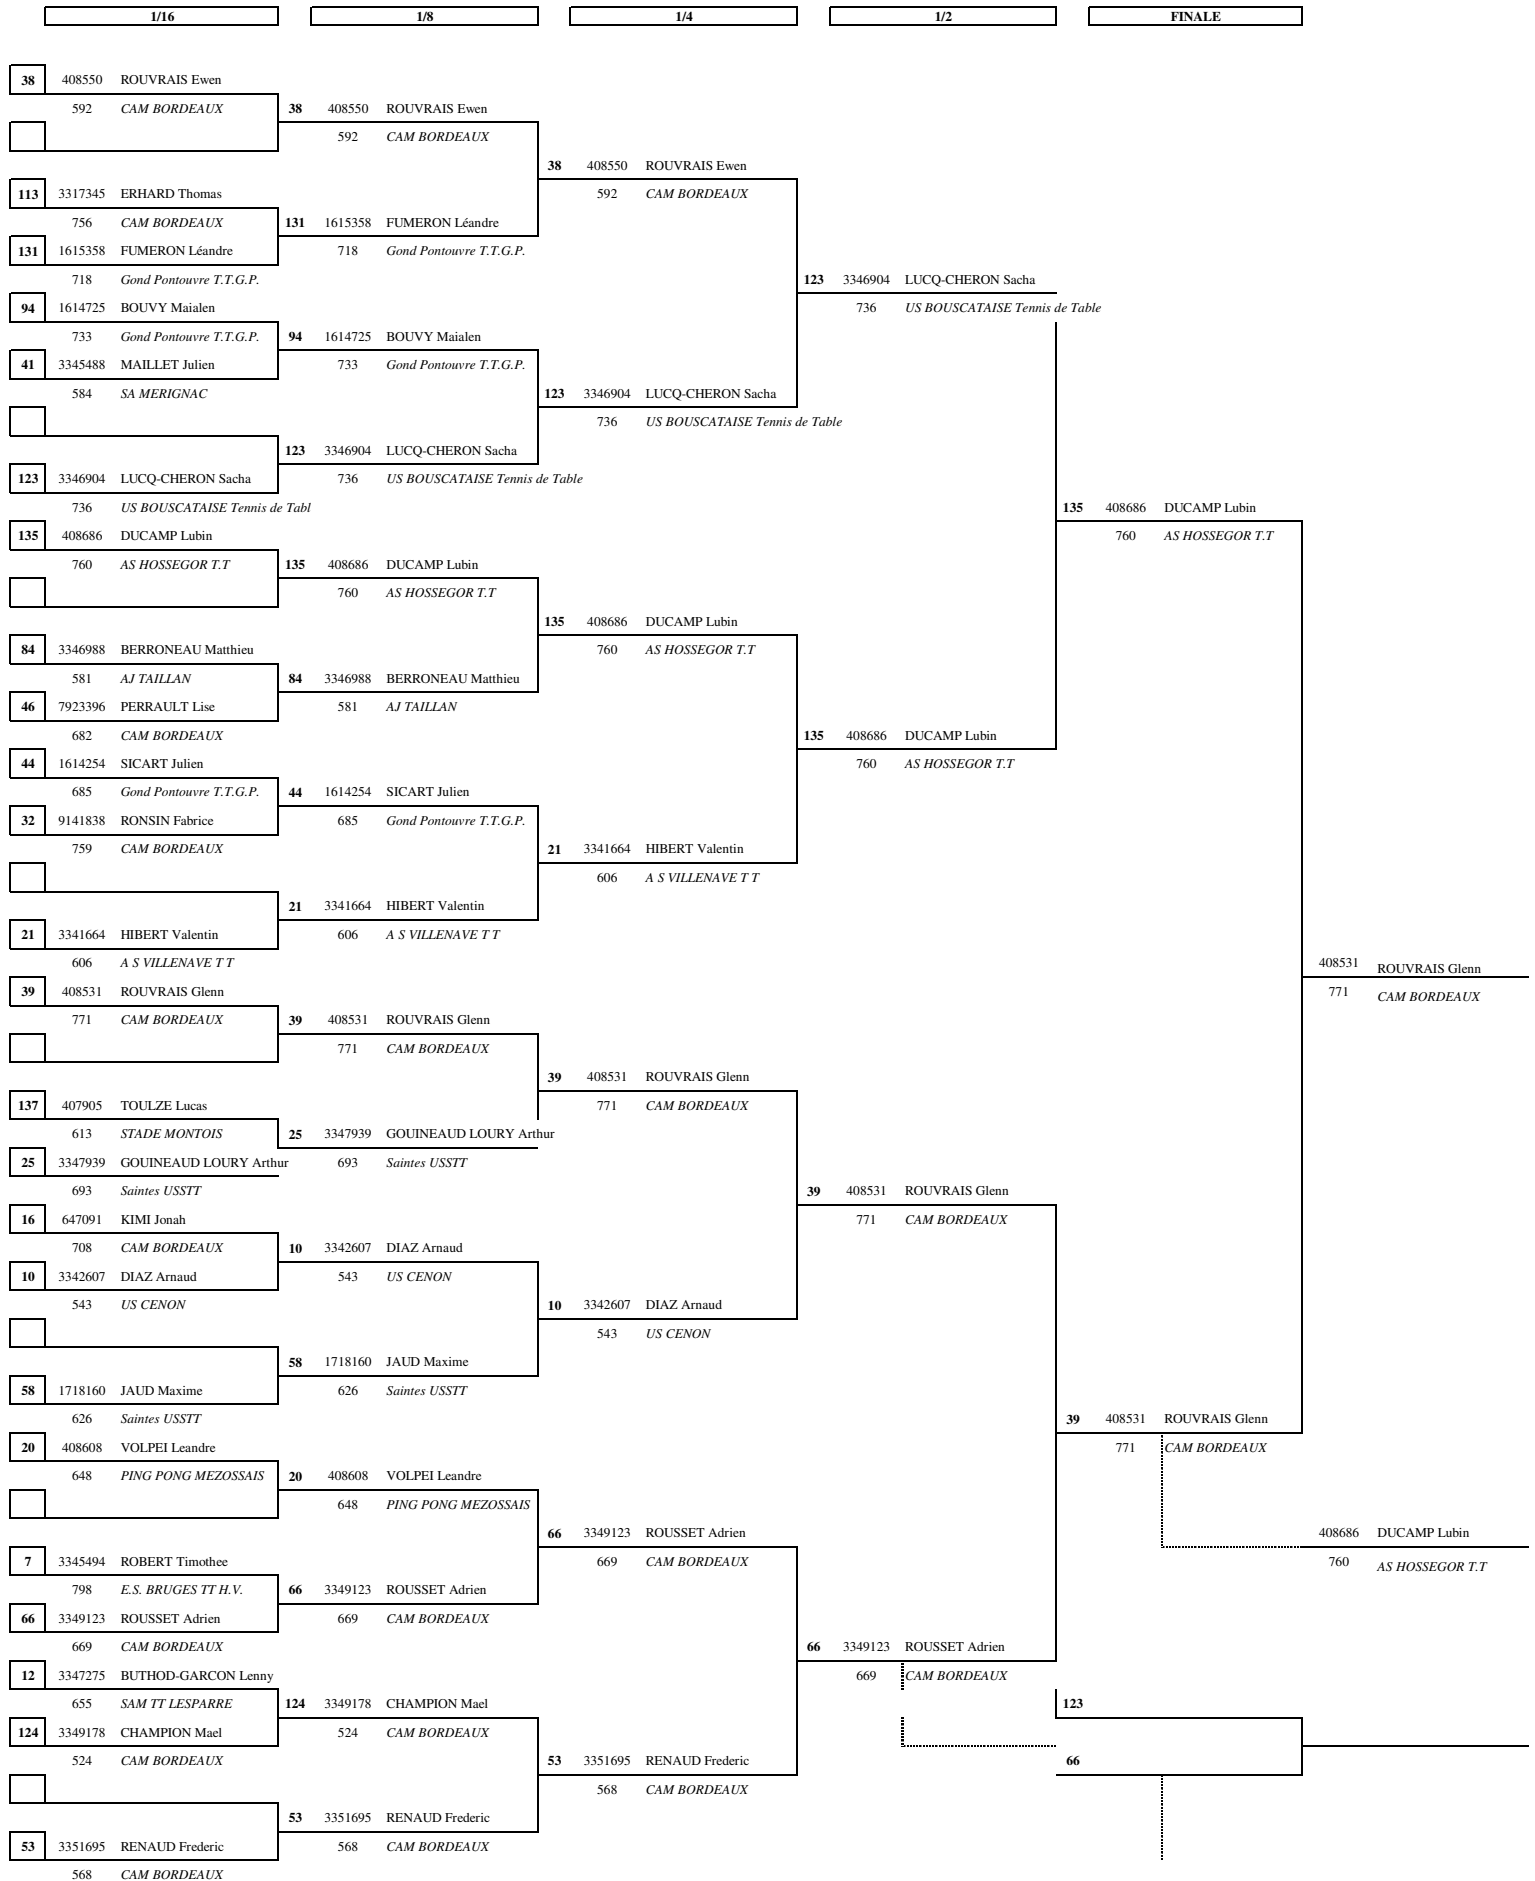 1/16 1/8 1/4 1/2 FINALE
38 408550 ROUVRAIS Ewen
592 CAM BORDEAUX 38 408550 ROUVRAIS Ewen
592 CAM BORDEAUX
38 408550 ROUVRAIS Ewen
113 3317345 ERHARD Thomas 592 CAM BORDEAUX
756 CAM BORDEAUX 131 1615358 FUMERON Léandre
131 1615358 FUMERON Léandre 718 Gond Pontouvre T.T.G.P.
718 Gond Pontouvre T.T.G.P. 123 3346904 LUCQ-CHERON Sacha
94 1614725 BOUVY Maialen 736 US BOUSCATAISE Tennis de Table
733 Gond Pontouvre T.T.G.P. 94 1614725 BOUVY Maialen
41 3345488 MAILLET Julien 733 Gond Pontouvre T.T.G.P.
584 SA MERIGNAC 123 3346904 LUCQ-CHERON Sacha
736 US BOUSCATAISE Tennis de Table
123 3346904 LUCQ-CHERON Sacha
123 3346904 LUCQ-CHERON Sacha 736 US BOUSCATAISE Tennis de Table
736 US BOUSCATAISE Tennis de Tabl 135 408686 DUCAMP Lubin
135 408686 DUCAMP Lubin 760 AS HOSSEGOR T.T
760 AS HOSSEGOR T.T 135 408686 DUCAMP Lubin
760 AS HOSSEGOR T.T
135 408686 DUCAMP Lubin
84 3346988 BERRONEAU Matthieu 760 AS HOSSEGOR T.T
581 AJ TAILLAN 84 3346988 BERRONEAU Matthieu
46 7923396 PERRAULT Lise 581 AJ TAILLAN
682 CAM BORDEAUX 135 408686 DUCAMP Lubin
44 1614254 SICART Julien 760 AS HOSSEGOR T.T
685 Gond Pontouvre T.T.G.P. 44 1614254 SICART Julien
32 9141838 RONSIN Fabrice 685 Gond Pontouvre T.T.G.P.
759 CAM BORDEAUX 21 3341664 HIBERT Valentin
606 A S VILLENAVE T T
21 3341664 HIBERT Valentin
21 3341664 HIBERT Valentin 606 A S VILLENAVE T T
606 A S VILLENAVE T T 408531 ROUVRAIS Glenn
39 408531 ROUVRAIS Glenn 771 CAM BORDEAUX
771 CAM BORDEAUX 39 408531 ROUVRAIS Glenn
771 CAM BORDEAUX
39 408531 ROUVRAIS Glenn
137 407905 TOULZE Lucas 771 CAM BORDEAUX
613 STADE MONTOIS 25 3347939 GOUINEAUD LOURY Arthur
25 3347939 GOUINEAUD LOURY Arthur 693 Saintes USSTT
693 Saintes USSTT 39 408531 ROUVRAIS Glenn
16 647091 KIMI Jonah 771 CAM BORDEAUX
708 CAM BORDEAUX 10 3342607 DIAZ Arnaud
10 3342607 DIAZ Arnaud 543 US CENON
543 US CENON 10 3342607 DIAZ Arnaud
543 US CENON
58 1718160 JAUD Maxime
58 1718160 JAUD Maxime 626 Saintes USSTT
626 Saintes USSTT 39 408531 ROUVRAIS Glenn
20 408608 VOLPEI Leandre 771 CAM BORDEAUX
648 PING PONG MEZOSSAIS 20 408608 VOLPEI Leandre
648 PING PONG MEZOSSAIS
66 3349123 ROUSSET Adrien 408686 DUCAMP Lubin
7 3345494 ROBERT Timothee 669 CAM BORDEAUX 760 AS HOSSEGOR T.T
798 E.S. BRUGES TT H.V. 66 3349123 ROUSSET Adrien
66 3349123 ROUSSET Adrien 669 CAM BORDEAUX
669 CAM BORDEAUX 66 3349123 ROUSSET Adrien
12 3347275 BUTHOD-GARCON Lenny 669 CAM BORDEAUX
655 SAM TT LESPARRE 124 3349178 CHAMPION Mael 123
124 3349178 CHAMPION Mael 524 CAM BORDEAUX
524 CAM BORDEAUX 53 3351695 RENAUD Frederic 66
568 CAM BORDEAUX
53 3351695 RENAUD Frederic
53 3351695 RENAUD Frederic 568 CAM BORDEAUX
568 CAM BORDEAUX